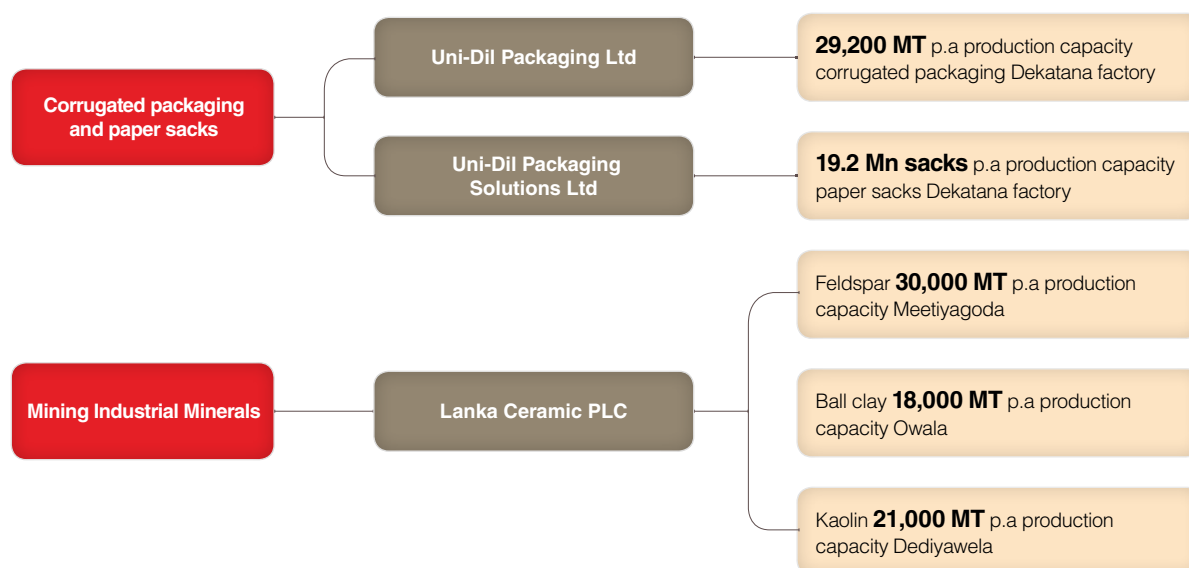 Corrugated packaging
and paper sacks
Uni-Dil Packaging Ltd
29,200 MT p.a production capacity
corrugated packaging Dekatana factory
Uni-Dil Packaging
Solutions Ltd
19.2 Mn sacks p.a production capacity
paper sacks Dekatana factory
Mining Industrial Minerals
Lanka Ceramic PLC
Feldspar 30,000 MT p.a production
capacity Meetiyagoda
Ball clay 18,000 MT p.a production
capacity Owala
Kaolin 21,000 MT p.a production
capacity Dediyawela